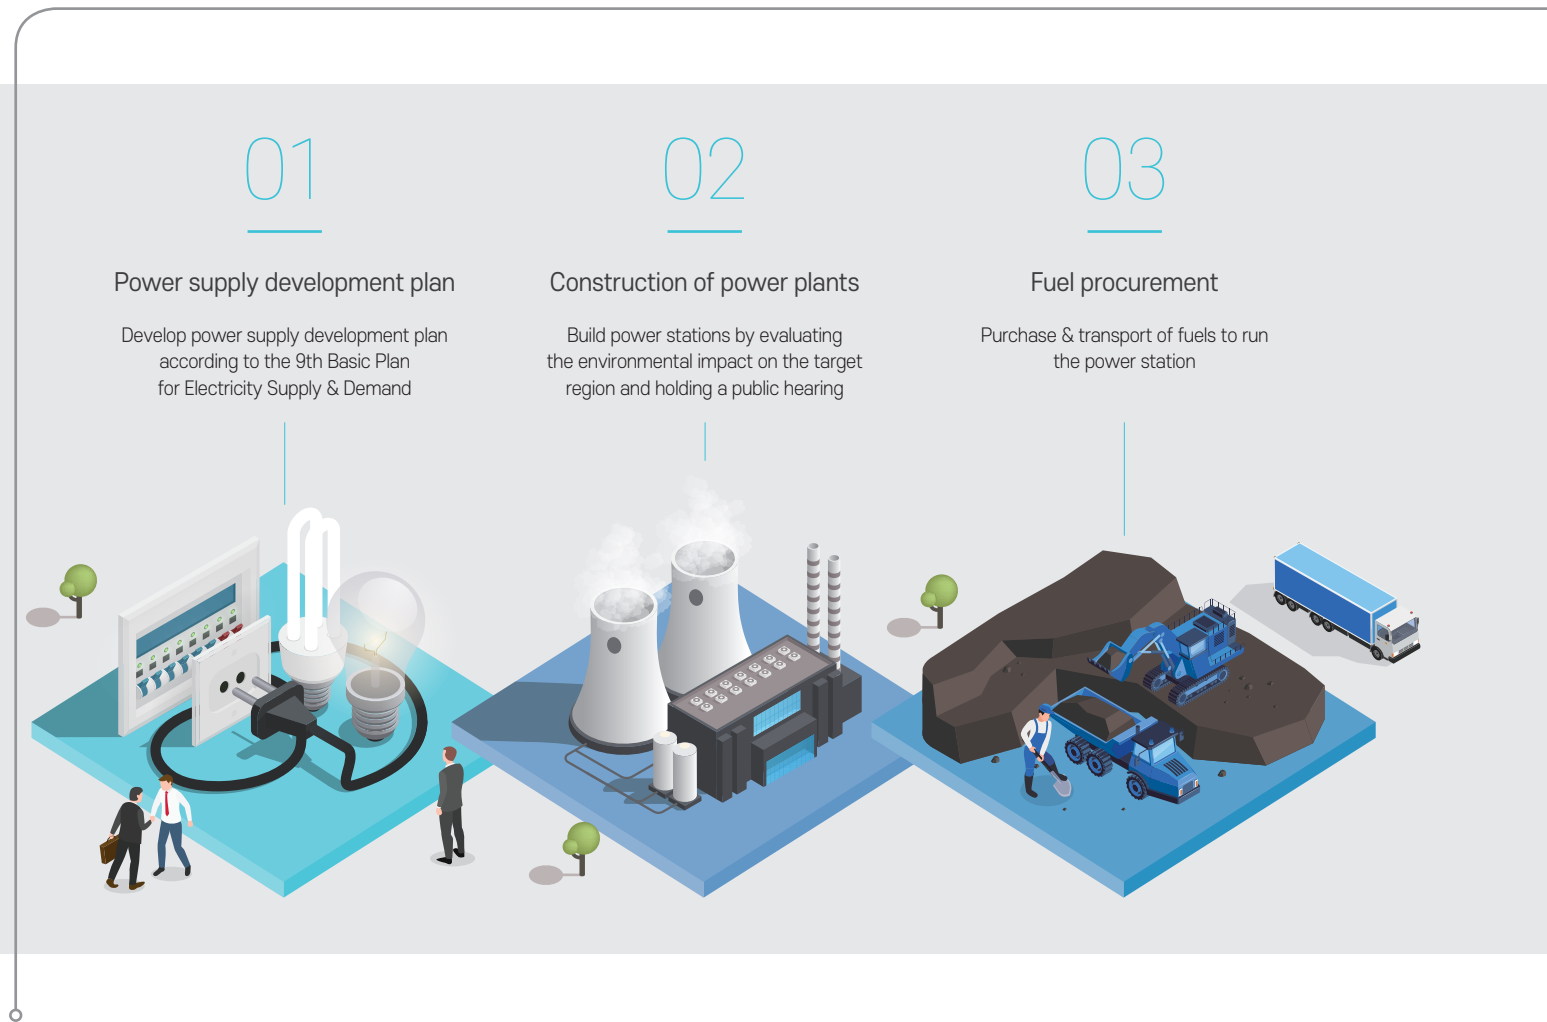 01
Power supply development plan
Develop power supply development plan
according to the 9th Basic Plan
for Electricity Supply & Demand
02
Construction of power plants
Build power stations by evaluating
the environmental impact on the target
region and holding a public hearing
03
Fuel procurement
Purchase & transport of fuels to run
the power station